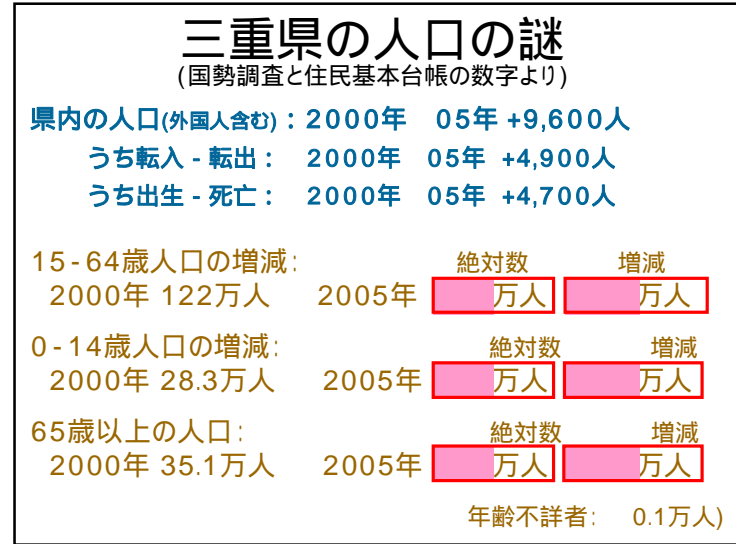 三重県の人口の謎
(国勢調査と住民基本台帳の数字より)
県内の人口(外国人含む)：2000年 05年 +9,600人
うち転入 - 転出： 2000年 05年 +4,900人
うち出生 - 死亡： 2000年 05年 +4,700人
15-64歳人口の増減： 絶対数 増減
2000年 122万人 2005年 万人 万人
0-14歳人口の増減： 絶対数 増減
2000年 28.3万人 2005年 万人 万人
65歳以上の人口： 絶対数 増減
2000年 35.1万人 2005年 万人 万人
年齢不詳者： 0.1万人)